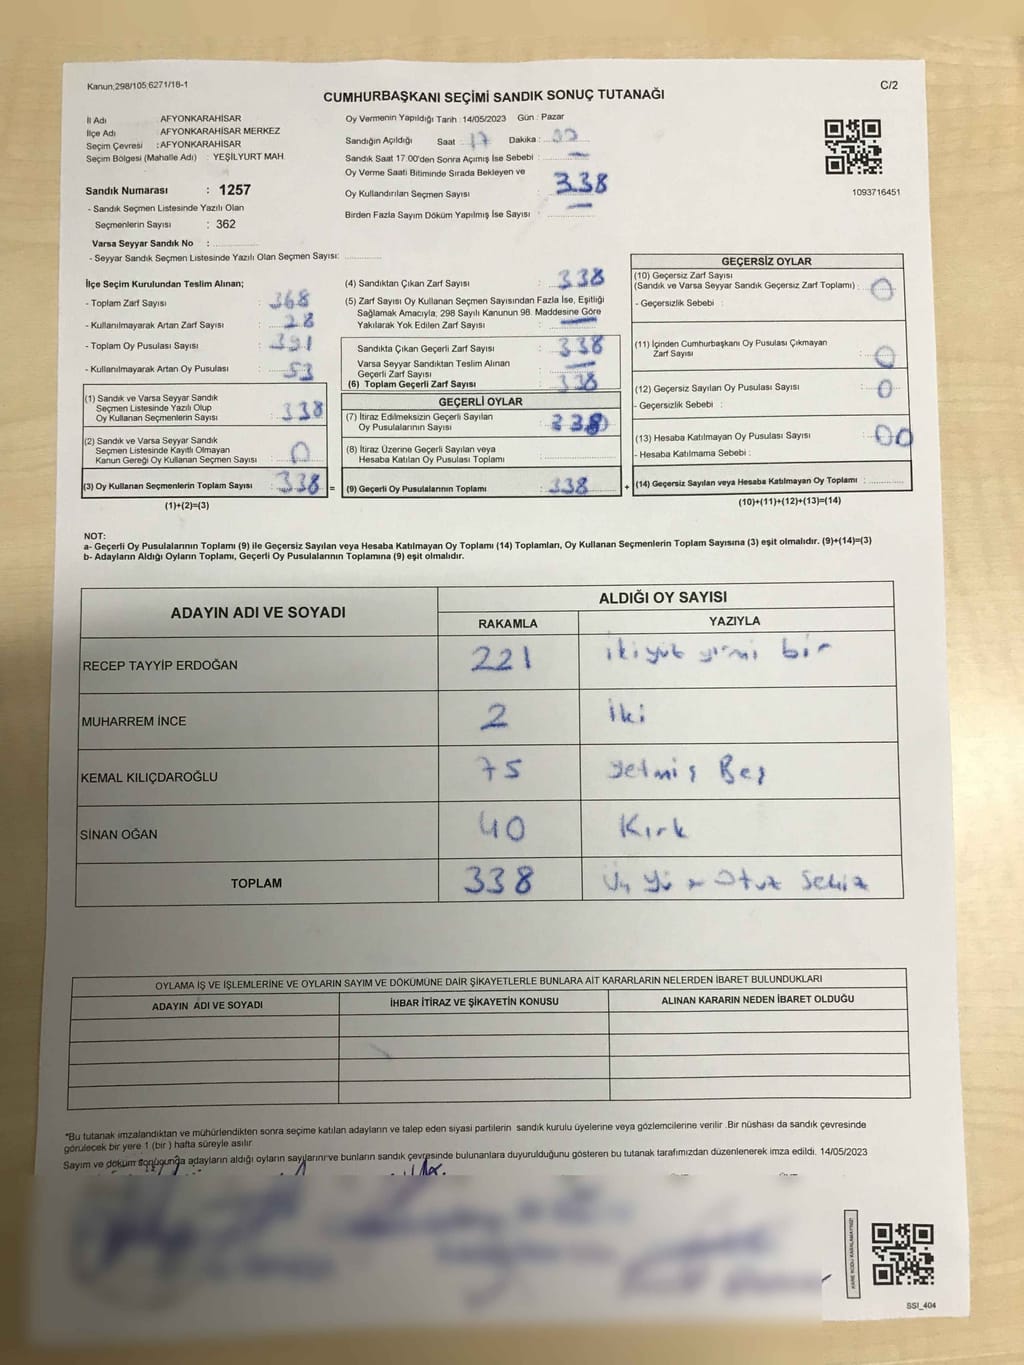 Kanun,298/105;6271/18-1
C/2
CUMHURBAŞKANI SEÇİMİ SANDIK SONUÇ TUTANAĞI
İl Adı : AFYONKARAHİSAR
İlçe Adı : AFYONKARAHİSAR MERKEZ
Seçim Çevresi : AFYONKARAHİSAR
Seçim Bölgesi (Mahalle Adı) : YEŞİLYURT MAH.
Sandık Numarası : 1257
- Sandık Seçmen Listesinde Yazılı Olan
Seçmenlerin Sayısı : 362
Varsa Seyyar Sandık No :
- Seyyar Sandık Seçmen Listesinde Yazılı Olan Seçmen Sayısı:
Oy Vermenin Yapıldığı Tarih : 14/05/2023 Gün : Pazar
Sandığın Açıldığı Saat : 17 Dakika :
Sandık Saat 17.00'den Sonra Açımış İse Sebebi :
Oy Verme Saati Bitiminde Sırada Bekleyen ve
Oy Kullandırılan Seçmen Sayısı : 338
Birden Fazla Sayım Döküm Yapılmış İse Sayısı :
1093716451
İlçe Seçim Kurulundan Teslim Alınan;
- Toplam Zarf Sayısı : 368
- Kullanılmayarak Artan Zarf Sayısı : 28
- Toplam Oy Pusulası Sayısı : 391
- Kullanılmayarak Artan Oy Pusulası : 53
(1) Sandık ve Varsa Seyyar Sandık
Seçmen Listesinde Yazılı Olup
Oy Kullanan Seçmenlerin Sayısı : 338
(2) Sandık ve Varsa Seyyar Sandık
Seçmen Listesinde Kayıtlı Olmayan
Kanun Gereği Oy Kullanan Seçmen Sayısı : 0
(3) Oy Kullanan Seçmenlerin Toplam Sayısı : 338 =
(1)+(2)=(3)
(4) Sandıktan Çıkan Zarf Sayısı : 338
(5) Zarf Sayısı Oy Kullanan Seçmen Sayısından Fazla İse, Eşitliği
Sağlamak Amacıyla; 298 Sayılı Kanunun 98. Maddesine Göre
Yakılarak Yok Edilen Zarf Sayısı :
Sandıkta Çıkan Geçerli Zarf Sayısı : 338
Varsa Seyyar Sandıktan Teslim Alınan
Geçerli Zarf Sayısı :
(6) Toplam Geçerli Zarf Sayısı : 338
GEÇERLİ OYLAR
(7) İtiraz Edilmeksizin Geçerli Sayılan
Oy Pusulalarının Sayısı : 338
(8) İtiraz Üzerine Geçerli Sayılan veya
Hesaba Katılan Oy Pusulası Toplamı :
(9) Geçerli Oy Pusulalarının Toplamı : 338 +
GEÇERSİZ OYLAR
(10) Geçersiz Zarf Sayısı
(Sandık ve Varsa Seyyar Sandık Geçersiz Zarf Toplamı) : 0
- Geçersizlik Sebebi :
(11) İçinden Cumhurbaşkanı Oy Pusulası Çıkmayan
Zarf Sayısı : 0
(12) Geçersiz Sayılan Oy Pusulası Sayısı : 0
- Geçersizlik Sebebi :
(13) Hesaba Katılmayan Oy Pusulası Sayısı : 00
- Hesaba Katılmama Sebebi :
(14) Geçersiz Sayılan veya Hesaba Katılmayan Oy Toplamı :
(10)+(11)+(12)+(13)=(14)
NOT:
a- Geçerli Oy Pusulalarının Toplamı (9) ile Geçersiz Sayılan veya Hesaba Katılmayan Oy Toplamı (14) Toplamları, Oy Kullanan Seçmenlerin Toplam Sayısına (3) eşit olmalıdır. (9)+(14)=(3)
b- Adayların Aldığı Oyların Toplamı, Geçerli Oy Pusulalarının Toplamına (9) eşit olmalıdır.
ADAYIN ADI VE SOYADI ALDIĞI OY SAYISI
RAKAMLA YAZIYLA
RECEP TAYYİP ERDOĞAN 221 ikiyüz yirmi bir
MUHARREM İNCE 2 iki
KEMAL KILIÇDAROĞLU 75 yetmiş Beş
SİNAN OĞAN 40 Kırk
TOPLAM 338 Üç yüz Otuz Sekiz
OYLAMA İŞ VE İŞLEMLERİNE VE OYLARIN SAYIM VE DÖKÜMÜNE DAİR ŞİKAYETLERLE BUNLARA AİT KARARLARIN NELERDEN İBARET BULUNDUKLARI
ADAYIN ADI VE SOYADI İHBAR İTİRAZ VE ŞİKAYETİN KONUSU ALINAN KARARIN NEDEN İBARET OLDUĞU
*Bu tutanak imzalandıktan ve mühürlendikten sonra seçime katılan adayların ve talep eden siyasi partilerin sandık kurulu üyelerine veya gözlemcilerine verilir .Bir nüshası da sandık çevresinde
görülecek bir yere 1 (bir ) hafta süreyle asılır.
Sayım ve döküm sonucunda adayların aldığı oyların sayılarını ve bunların sandık çevresinde bulunanlara duyurulduğunu gösteren bu tutanak tarafımızdan düzenlenerek imza edildi. 14/05/2023
KARE KODU KARALAMAYINIZ!
SSI_404